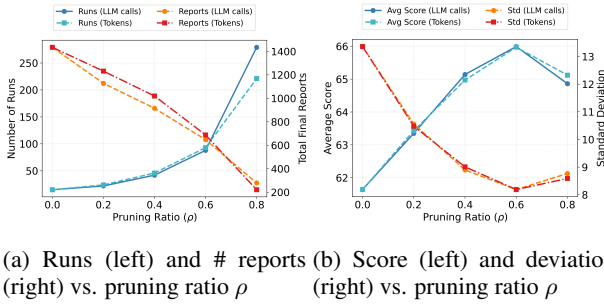 Runs (LLM calls) Reports (LLM calls)
Runs (Tokens) Reports (Tokens)
Number of Runs
250
200
150
100
50
1400
1200
1000
800
600
400
200
Total Final Reports
0.0 0.2 0.4 0.6 0.8
Pruning Ratio (ρ)
Avg Score (LLM calls) Std (LLM calls)
Avg Score (Tokens) Std (Tokens)
Average Score
66
65
64
63
62
13
12
11
10
9
8
Standard Deviation
0.0 0.2 0.4 0.6 0.8
Pruning Ratio (ρ)
(a) Runs (left) and # reports
(right) vs. pruning ratio ρ
(b) Score (left) and deviatio
(right) vs. pruning ratio ρ